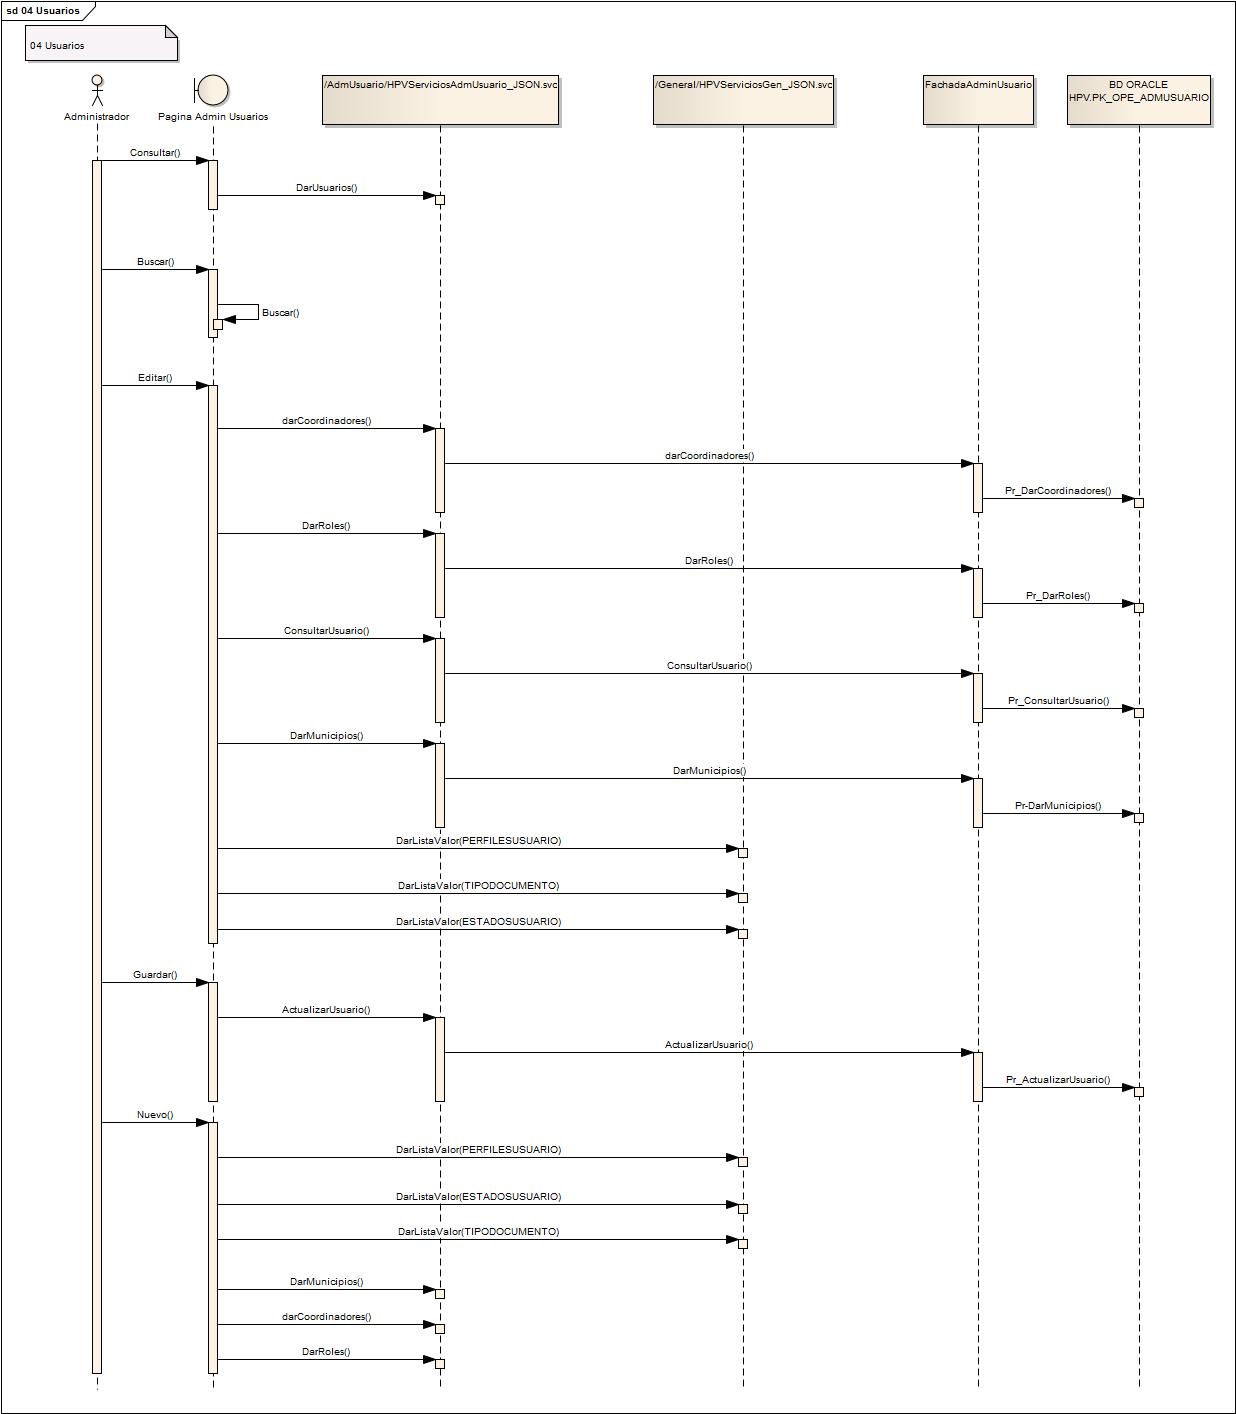 sd 04 Usuarios
04 Usuarios
Administrador
Pagina Admin Usuarios
/AdmUsuario/HPVServiciosAdmUsuario_JSON.svc
/General/HPVServiciosGen_JSON.svc
FachadaAdminUsuario
BD ORACLE
HPV.PK_OPE_ADMUSUARIO
Consultar()
DarUsuarios()
Buscar()
Buscar()
Editar()
darCoordinadores()
darCoordinadores()
Pr_DarCoordinadores()
DarRoles()
DarRoles()
Pr_DarRoles()
ConsultarUsuario()
ConsultarUsuario()
Pr_ConsultarUsuario()
DarMunicipios()
DarMunicipios()
Pr-DarMunicipios()
DarListaValor(PERFILESUSUARIO)
DarListaValor(TIPODOCUMENTO)
DarListaValor(ESTADOSUSUARIO)
Guardar()
ActualizarUsuario()
ActualizarUsuario()
Pr_ActualizarUsuario()
Nuevo()
DarListaValor(PERFILESUSUARIO)
DarListaValor(ESTADOSUSUARIO)
DarListaValor(TIPODOCUMENTO)
DarMunicipios()
darCoordinadores()
DarRoles()